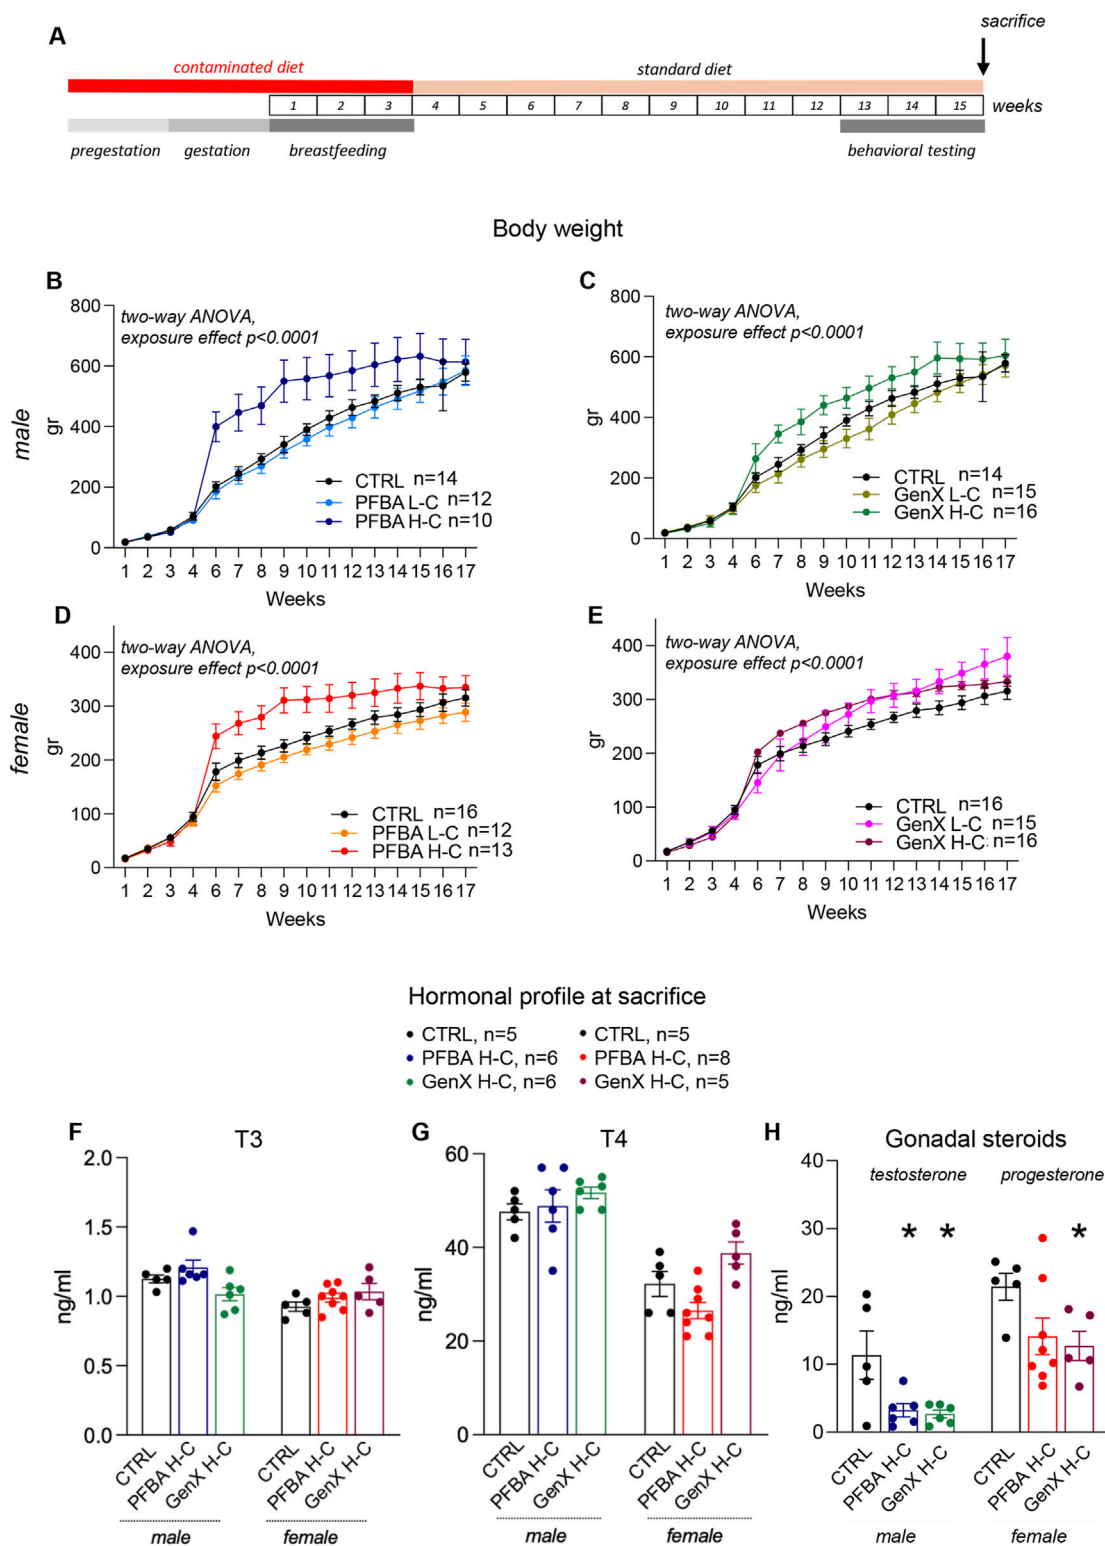 A
sacrifice
contaminated diet
standard diet
1 2 3 4 5 6 7 8 9 10 11 12 13 14 15 weeks
pregestation gestation breastfeeding behavioral testing
Body weight
B
male
gr
800
600
400
200
0
two-way ANOVA,
exposure effect p<0.0001
CTRL n=14
PFBA L-C n=12
PFBA H-C n=10
1 2 3 4 6 7 8 9 10 11 12 13 14 15 16 17
Weeks
C
gr
800
600
400
200
0
two-way ANOVA,
exposure effect p<0.0001
CTRL n=14
GenX L-C n=15
GenX H-C n=16
1 2 3 4 6 7 8 9 10 11 12 13 14 15 16 17
Weeks
D
female
gr
400
300
200
100
0
two-way ANOVA,
exposure effect p<0.0001
CTRL n=16
PFBA L-C n=12
PFBA H-C n=13
1 2 3 4 6 7 8 9 10 11 12 13 14 15 16 17
Weeks
E
gr
400
300
200
100
0
two-way ANOVA,
exposure effect p<0.0001
CTRL n=16
GenX L-C n=15
GenX H-C n=16
1 2 3 4 6 7 8 9 10 11 12 13 14 15 16 17
Weeks
Hormonal profile at sacrifice
CTRL, n=5 CTRL, n=5
PFBA H-C, n=6 PFBA H-C, n=8
GenX H-C, n=6 GenX H-C, n=5
F
T3
ng/ml
2.0
1.5
1.0
0.5
0.0
CTRL PFBA H-C GenX H-C CTRL PFBA H-C GenX H-C
male female
G
T4
ng/ml
60
40
20
0
CTRL PFBA H-C GenX H-C CTRL PFBA H-C GenX H-C
male female
H
Gonadal steroids
testosterone progesterone
* * *
ng/ml
40
30
20
10
0
CTRL PFBA H-C GenX H-C CTRL PFBA H-C GenX H-C
male female